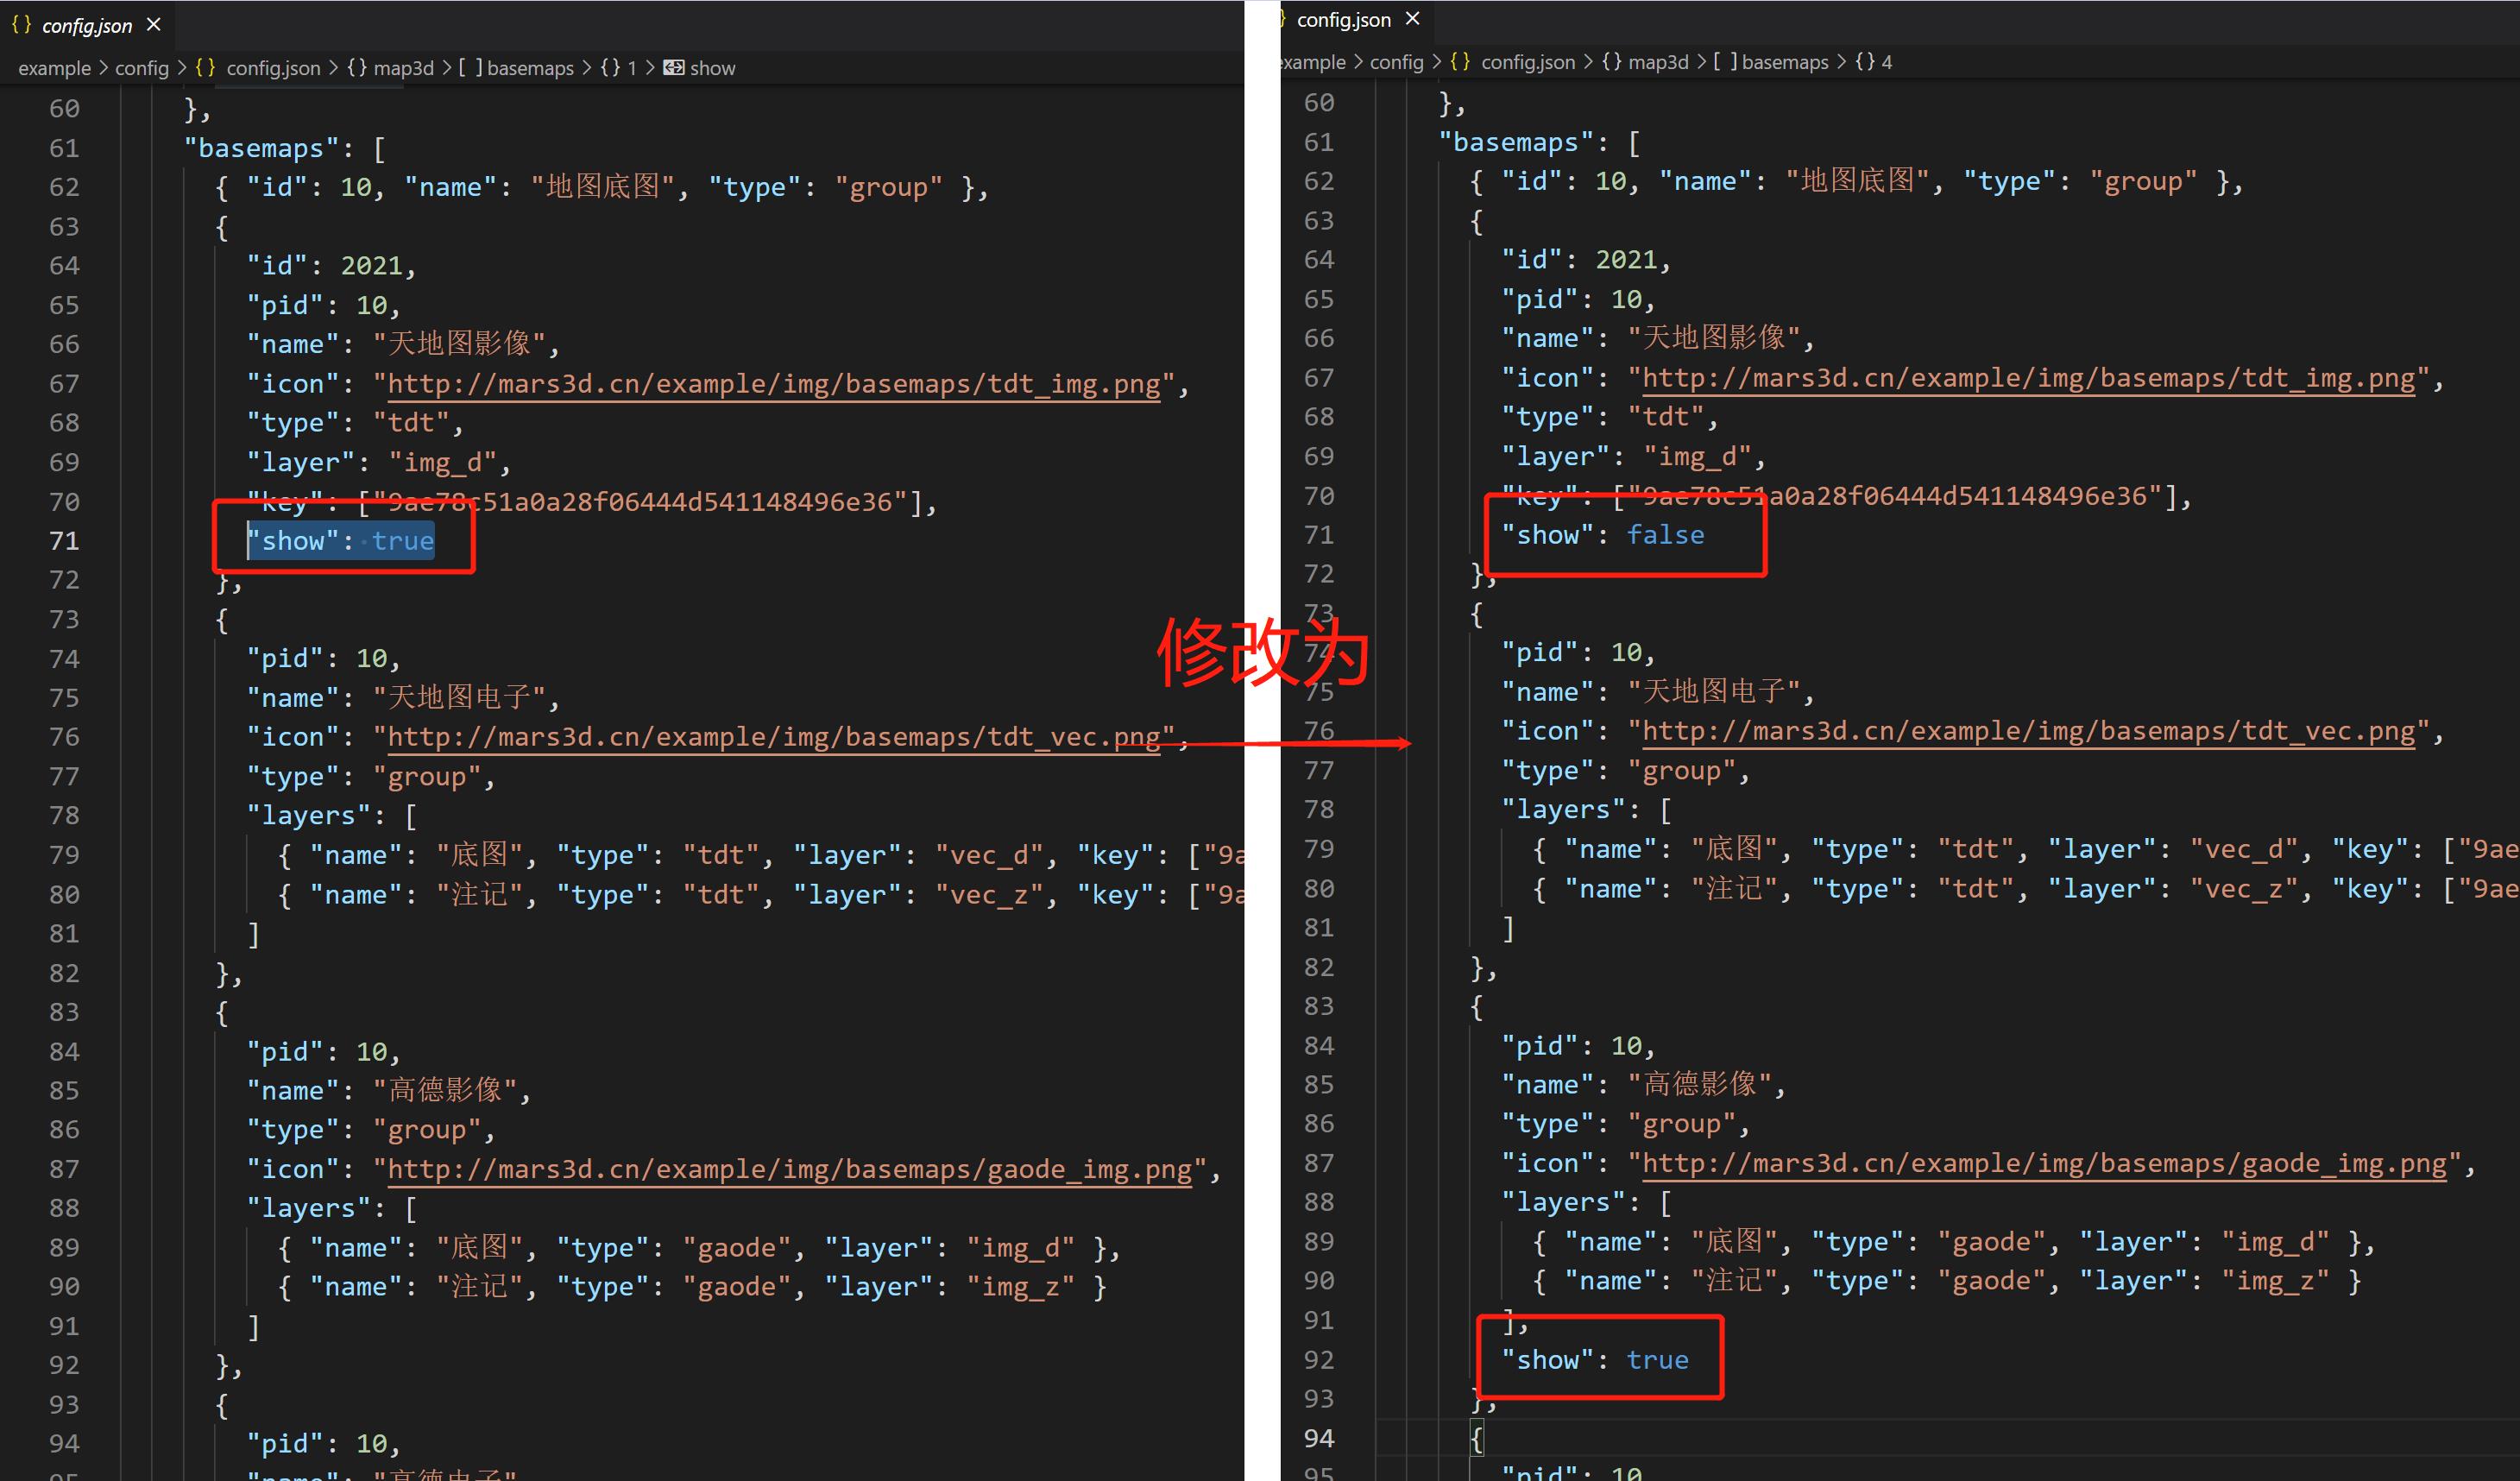 config.json
example > config > {} config.json > {} map3d > [ ] basemaps > {} 1 > show
60 },
61 "basemaps": [
62 { "id": 10, "name": "地图底图", "type": "group" },
63 {
64 "id": 2021,
65 "pid": 10,
66 "name": "天地图影像",
67 "icon": "http://mars3d.cn/example/img/basemaps/tdt_img.png",
68 "type": "tdt",
69 "layer": "img_d",
70 "key": ["9ae78c51a0a28f06444d541148496e36"],
71 "show": true
72 },
73 {
74 "pid": 10,
75 "name": "天地图电子",
76 "icon": "http://mars3d.cn/example/img/basemaps/tdt_vec.png",
77 "type": "group",
78 "layers": [
79 { "name": "底图", "type": "tdt", "layer": "vec_d", "key": ["9a
80 { "name": "注记", "type": "tdt", "layer": "vec_z", "key": ["9a
81 ]
82 },
83 {
84 "pid": 10,
85 "name": "高德影像",
86 "type": "group",
87 "icon": "http://mars3d.cn/example/img/basemaps/gaode_img.png",
88 "layers": [
89 { "name": "底图", "type": "gaode", "layer": "img_d" },
90 { "name": "注记", "type": "gaode", "layer": "img_z" }
91 ]
92 },
93 {
94 "pid": 10,
95 "name": "高德电子"
修改为
config.json
example > config > {} config.json > {} map3d > [ ] basemaps > {} 4
60 },
61 "basemaps": [
62 { "id": 10, "name": "地图底图", "type": "group" },
63 {
64 "id": 2021,
65 "pid": 10,
66 "name": "天地图影像",
67 "icon": "http://mars3d.cn/example/img/basemaps/tdt_img.png",
68 "type": "tdt",
69 "layer": "img_d",
70 "key": ["9ae78c51a0a28f06444d541148496e36"],
71 "show": false
72 },
73 {
74 "pid": 10,
75 "name": "天地图电子",
76 "icon": "http://mars3d.cn/example/img/basemaps/tdt_vec.png",
77 "type": "group",
78 "layers": [
79 { "name": "底图", "type": "tdt", "layer": "vec_d", "key": ["9ae
80 { "name": "注记", "type": "tdt", "layer": "vec_z", "key": ["9ae
81 ]
82 },
83 {
84 "pid": 10,
85 "name": "高德影像",
86 "type": "group",
87 "icon": "http://mars3d.cn/example/img/basemaps/gaode_img.png",
88 "layers": [
89 { "name": "底图", "type": "gaode", "layer": "img_d" },
90 { "name": "注记", "type": "gaode", "layer": "img_z" }
91 ],
92 "show": true
93 },
94 {
95 "pid": 10